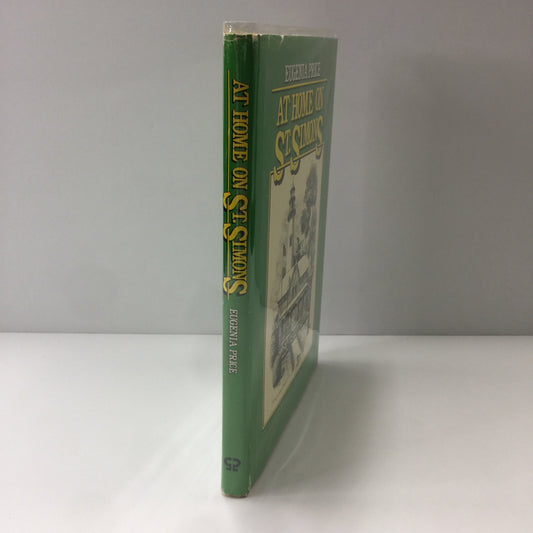 AT HOME ON ST. SIMONS
EUGENIA PRICE
EUGENIA PRICE
AT HOME ON
ST. SIMONS